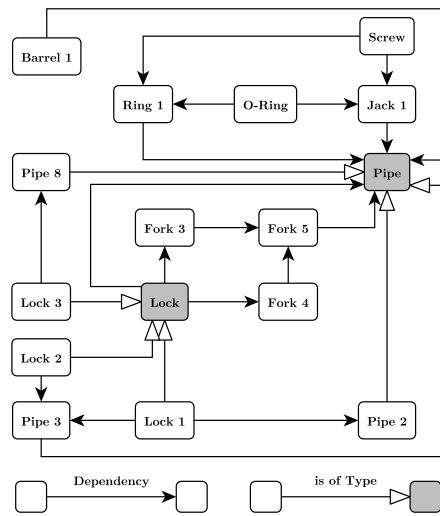 Screw
Barrel 1
Ring 1 O-Ring Jack 1
Pipe 8 Pipe
Fork 3 Fork 5
Lock 3 Lock Fork 4
Lock 2
Pipe 3 Lock 1 Pipe 2
Dependency is of Type